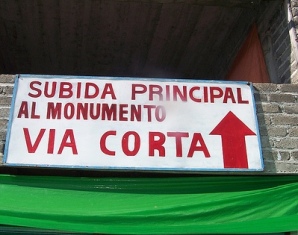 SUBIDA PRINCIPAL
AL MONUMENTO
VIA CORTA